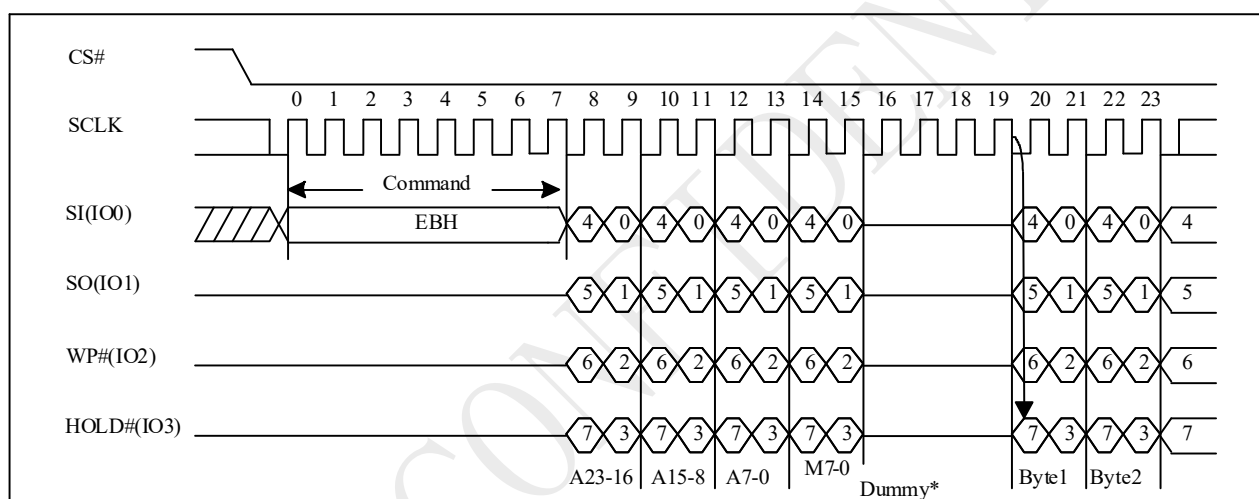 CS#
0 1 2 3 4 5 6 7 8 9 10 11 12 13 14 15 16 17 18 19 20 21 22 23
SCLK
Command
SI(IO0) EBH 4 0 4 0 4 0 4 0 4 0 4 0 4
SO(IO1) 5 1 5 1 5 1 5 1 5 1 5 1 5
WP#(IO2) 6 2 6 2 6 2 6 2 6 2 6 2 6
HOLD#(IO3) 7 3 7 3 7 3 7 3 7 3 7 3 7
A23-16 A15-8 A7-0 M7-0 Dummy* Byte1 Byte2
CONFIDENT